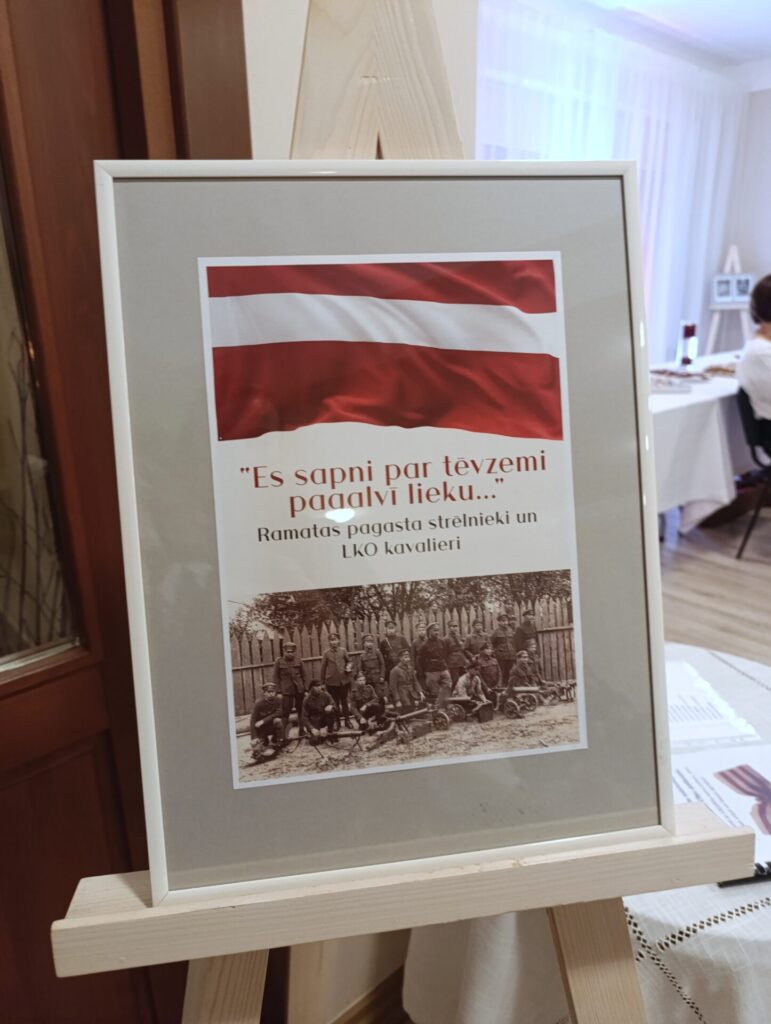 "Es sapni par tēvzemi
paaalvī lieku..."
Ramatas pagasta strēlnieki un
LKO kavalieri